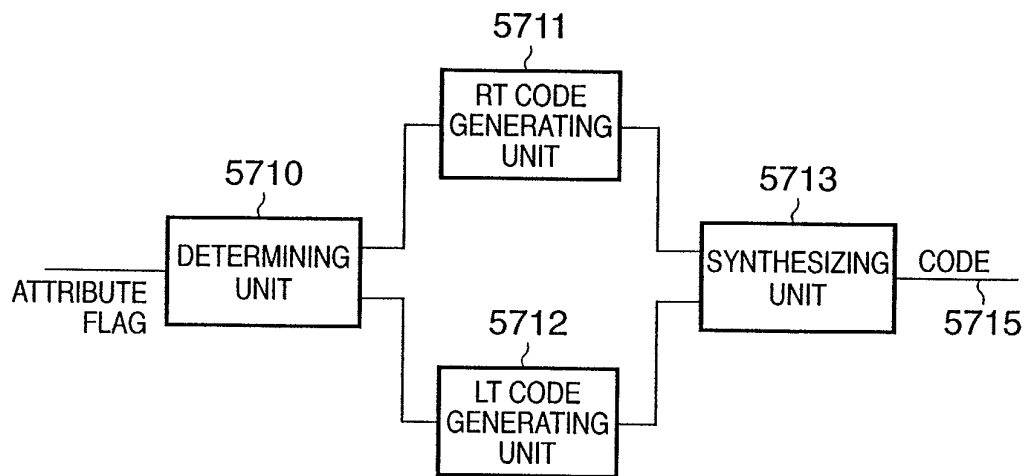 5711
RT CODE
GENERATING
UNIT
5710
DETERMINING
UNIT
ATTRIBUTE
FLAG
5713
SYNTHESIZING
UNIT
CODE
5715
5712
LT CODE
GENERATING
UNIT